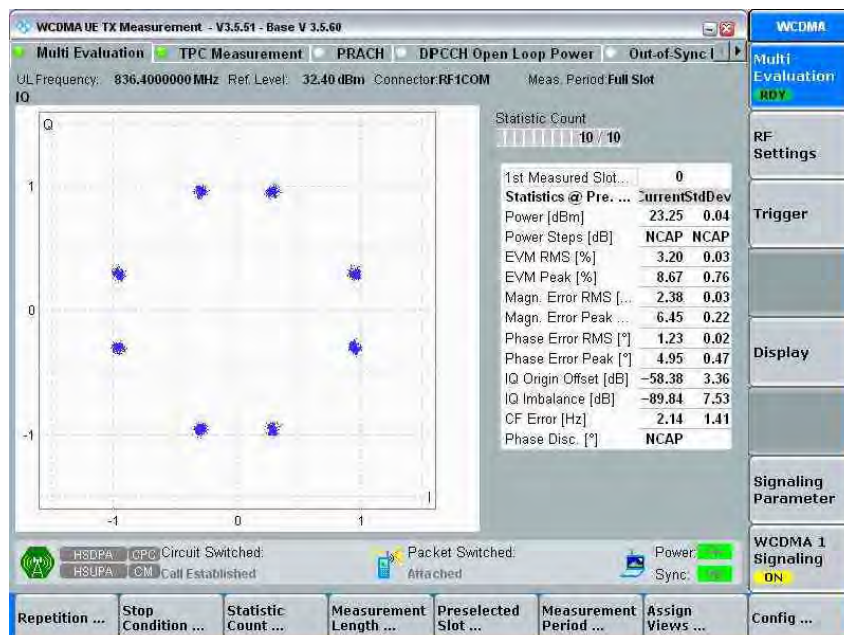 WCDMA UE TX Measurement - V3.5.51 - Base V 3.5.60
WCDMA
Multi Evaluation TPC Measurement PRACH DPCCH Open Loop Power Out-of-Sync
UL Frequency: 836.4000000 MHz Ref. Level: 32.40 dBm Connector:RF1COM Meas. Period:Full Slot
IQ
Q
1
0
-1
-1 0 1
I
Statistic Count
10 / 10
1st Measured Slot... 0
Statistics @ Pre. ... Current StdDev
Power [dBm] 23.25 0.04
Power Steps [dB] NCAP NCAP
EVM RMS [%] 3.20 0.03
EVM Peak [%] 8.67 0.76
Magn. Error RMS [... 2.38 0.03
Magn. Error Peak ... 6.45 0.22
Phase Error RMS [°] 1.23 0.02
Phase Error Peak [°] 4.95 0.47
IQ Origin Offset [dB] −58.38 3.36
IQ Imbalance [dB] −89.84 7.53
CF Error [Hz] 2.14 1.41
Phase Disc. [°] NCAP
Multi
Evaluation
RDY
RF
Settings
Trigger
Display
Signaling
Parameter
WCDMA 1
Signaling
ON
HSDPA CPC Circuit Switched: Packet Switched: Power:
HSUPA CM Call Established Attached Sync:
Repetition ...
Stop
Condition ...
Statistic
Count ...
Measurement
Length ...
Preselected
Slot ...
Measurement
Period ...
Assign
Views ...
Config ...